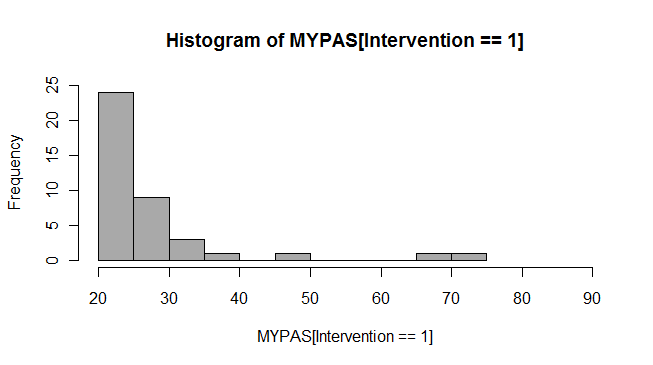 Histogram of MYPAS[Intervention == 1]
Frequency
25
20
15
10
5
0
20 30 40 50 60 70 80 90
MYPAS[Intervention == 1]